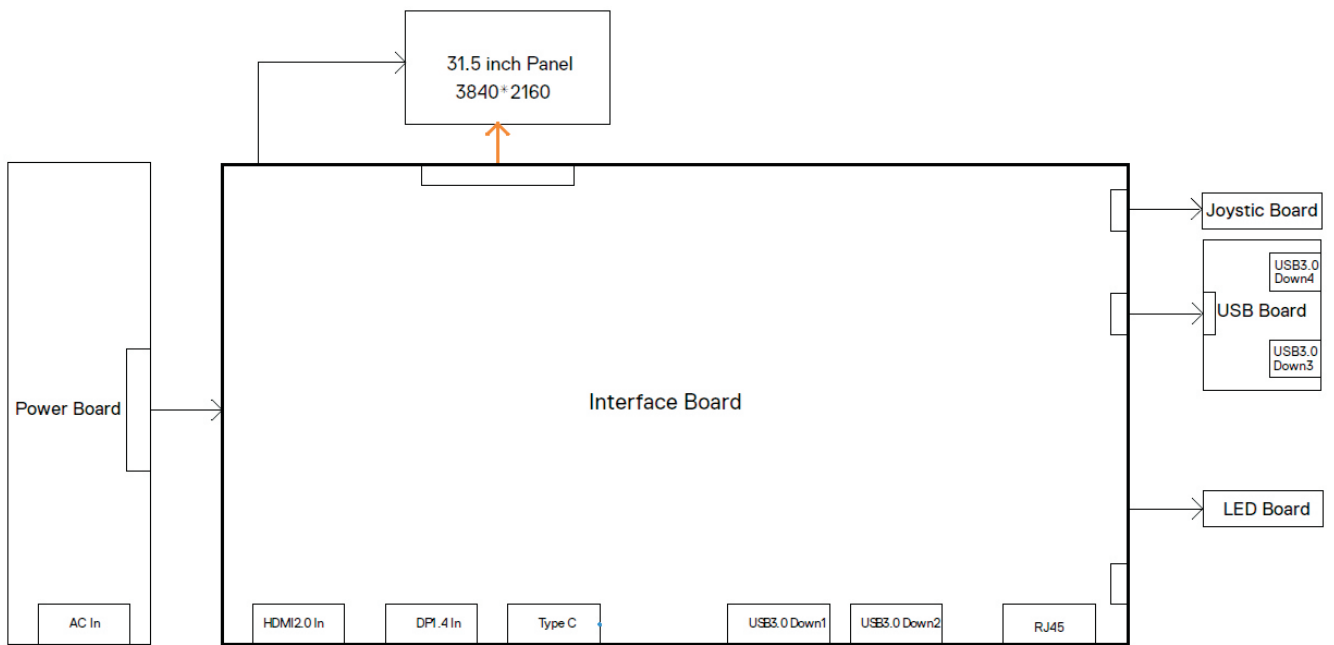 31.5 inch Panel
3840*2160
Joystic Board
USB3.0
Down4
USB Board
USB3.0
Down3
Power Board
Interface Board
LED Board
AC In
HDMI2.0 In
DP1.4 In
Type C
USB3.0 Down1
USB3.0 Down2
RJ45